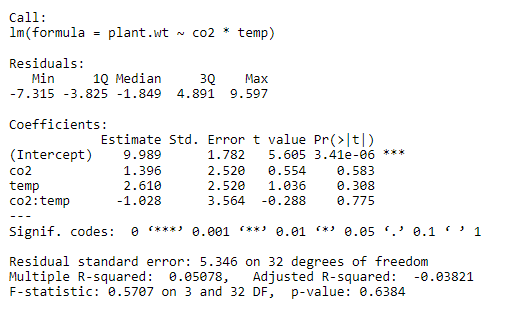 Call:
lm(formula = plant.wt ~ co2 * temp)
Residuals:
Min 1Q Median 3Q Max
-7.315 -3.825 -1.849 4.891 9.597
Coefficients:
Estimate Std. Error t value Pr(>|t|)
(Intercept) 9.989 1.782 5.605 3.41e-06 ***
co2 1.396 2.520 0.554 0.583
temp 2.610 2.520 1.036 0.308
co2:temp -1.028 3.564 -0.288 0.775
---
Signif. codes: 0 ‘***’ 0.001 ‘**’ 0.01 ‘*’ 0.05 ‘.’ 0.1 ‘ ’ 1
Residual standard error: 5.346 on 32 degrees of freedom
Multiple R-squared: 0.05078, Adjusted R-squared: -0.03821
F-statistic: 0.5707 on 3 and 32 DF, p-value: 0.6384